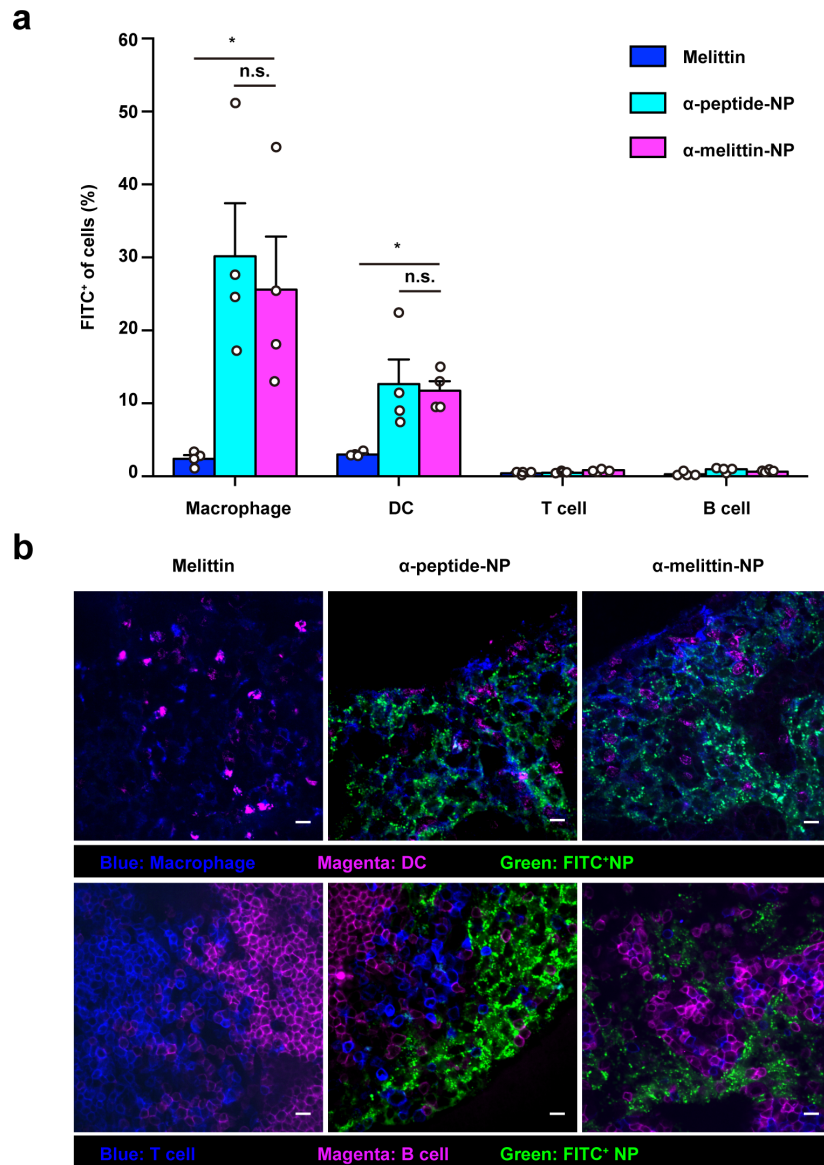 a
60
50
40
30
20
10
0
FITC⁺ of cells (%)
*
n.s.
*
n.s.
Melittin
α-peptide-NP
α-melittin-NP
Macrophage DC T cell B cell
b
Melittin α-peptide-NP α-melittin-NP
Blue: Macrophage Magenta: DC Green: FITC⁺NP
Blue: T cell Magenta: B cell Green: FITC⁺ NP